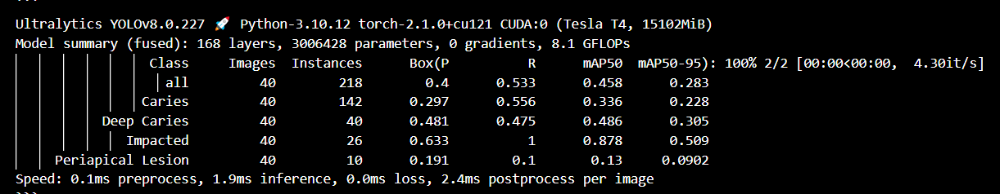 Ultralytics YOLOv8.0.227 🚀 Python-3.10.12 torch-2.1.0+cu121 CUDA:0 (Tesla T4, 15102MiB)
Model summary (fused): 168 layers, 3006428 parameters, 0 gradients, 8.1 GFLOPs
Class Images Instances Box(P R mAP50 mAP50-95): 100% 2/2 [00:00<00:00, 4.30it/s]
all 40 218 0.4 0.533 0.458 0.283
Caries 40 142 0.297 0.556 0.336 0.228
Deep Caries 40 40 0.481 0.475 0.486 0.305
Impacted 40 26 0.633 1 0.878 0.509
Periapical Lesion 40 10 0.191 0.1 0.13 0.0902
Speed: 0.1ms preprocess, 1.9ms inference, 0.0ms loss, 2.4ms postprocess per image